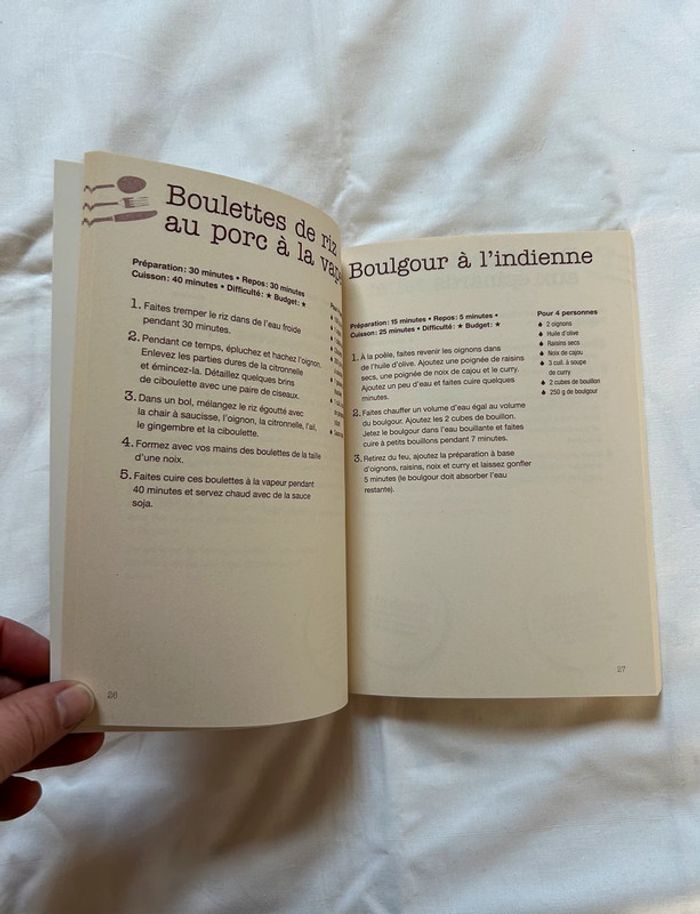 Boulettes de riz
au porc à la
Préparation : 30 minutes • Repos : 30 minutes
Cuisson : 40 minutes • Difficulté : ★ Budget : ★
1. Faites tremper le riz dans de l'eau froide
pendant 30 minutes.
2. Pendant ce temps, épluchez et hachez l'oignon.
Enlevez les parties dures de la citronnelle
et émincez-la. Détaillez quelques brins
de ciboulette avec une paire de ciseaux.
3. Dans un bol, mélangez le riz égoutté avec
la chair à saucisse, l'oignon, la citronnelle, l'ail,
le gingembre et la ciboulette.
4. Formez avec vos mains des boulettes de la taille
d'une noix.
5. Faites cuire ces boulettes à la vapeur pendant
40 minutes et servez chaud avec de la sauce
soja.
26
Boulgour à l'indienne
Préparation : 15 minutes • Repos : 5 minutes •
Cuisson : 25 minutes • Difficulté : ★ Budget : ★
1. À la poêle, faites revenir les oignons dans
de l'huile d'olive. Ajoutez une poignée de raisins
secs, une poignée de noix de cajou et le curry.
Ajoutez un peu d'eau et faites cuire quelques
minutes.
2. Faites chauffer un volume d'eau égal au volume
du boulgour. Ajoutez les 2 cubes de bouillon.
Jetez le boulgour dans l'eau bouillante et faites
cuire à petits bouillons pendant 7 minutes.
3. Retirez du feu, ajoutez la préparation à base
d'oignons, raisins, noix et curry et laissez gonfler
5 minutes (le boulgour doit absorber l'eau
restante).
Pour 4 personnes
2 oignons
Huile d'olive
Raisins secs
Noix de cajou
3 cuil. à soupe
de curry
2 cubes de bouillon
250 g de boulgour
27